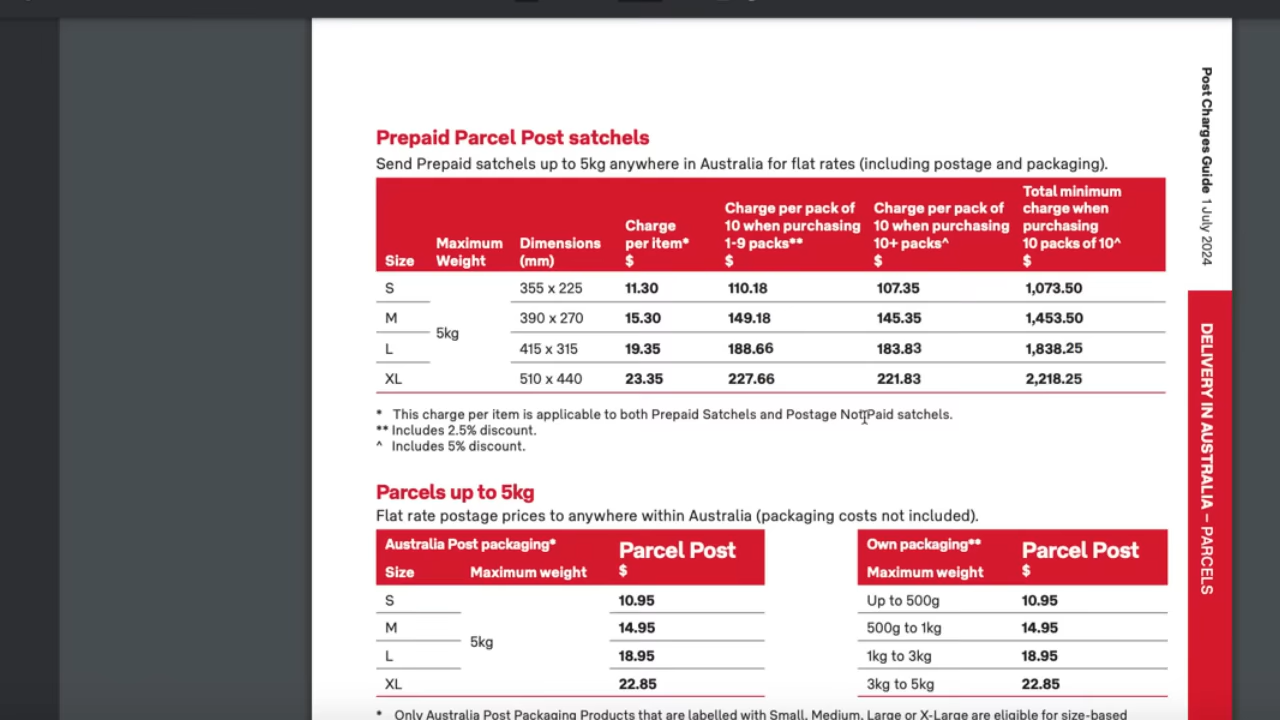 Prepaid Parcel Post satchels
Send Prepaid satchels up to 5kg anywhere in Australia for flat rates (including postage and packaging).
Size Maximum Weight Dimensions (mm) Charge per item* $ Charge per pack of 10 when purchasing 1-9 packs** $ Charge per pack of 10 when purchasing 10+ packs^ $ Total minimum charge when purchasing 10 packs of 10^ $
S 355 x 225 11.30 110.18 107.35 1,073.50
M 390 x 270 15.30 149.18 145.35 1,453.50
5kg
L 415 x 315 19.35 188.66 183.83 1,838.25
XL 510 x 440 23.35 227.66 221.83 2,218.25
* This charge per item is applicable to both Prepaid Satchels and Postage Not Paid satchels.
** Includes 2.5% discount.
^ Includes 5% discount.
Parcels up to 5kg
Flat rate postage prices to anywhere within Australia (packaging costs not included).
Australia Post packaging* Parcel Post
Size Maximum weight $
S 10.95
M 14.95
5kg
L 18.95
XL 22.85
Own packaging** Parcel Post
Maximum weight $
Up to 500g 10.95
500g to 1kg 14.95
1kg to 3kg 18.95
3kg to 5kg 22.85
* Only Australia Post Packaging Products that are labelled with Small, Medium, Large or X-Large are eligible for size-based
Post Charges Guide 1 July 2024
DELIVERY IN AUSTRALIA – PARCELS